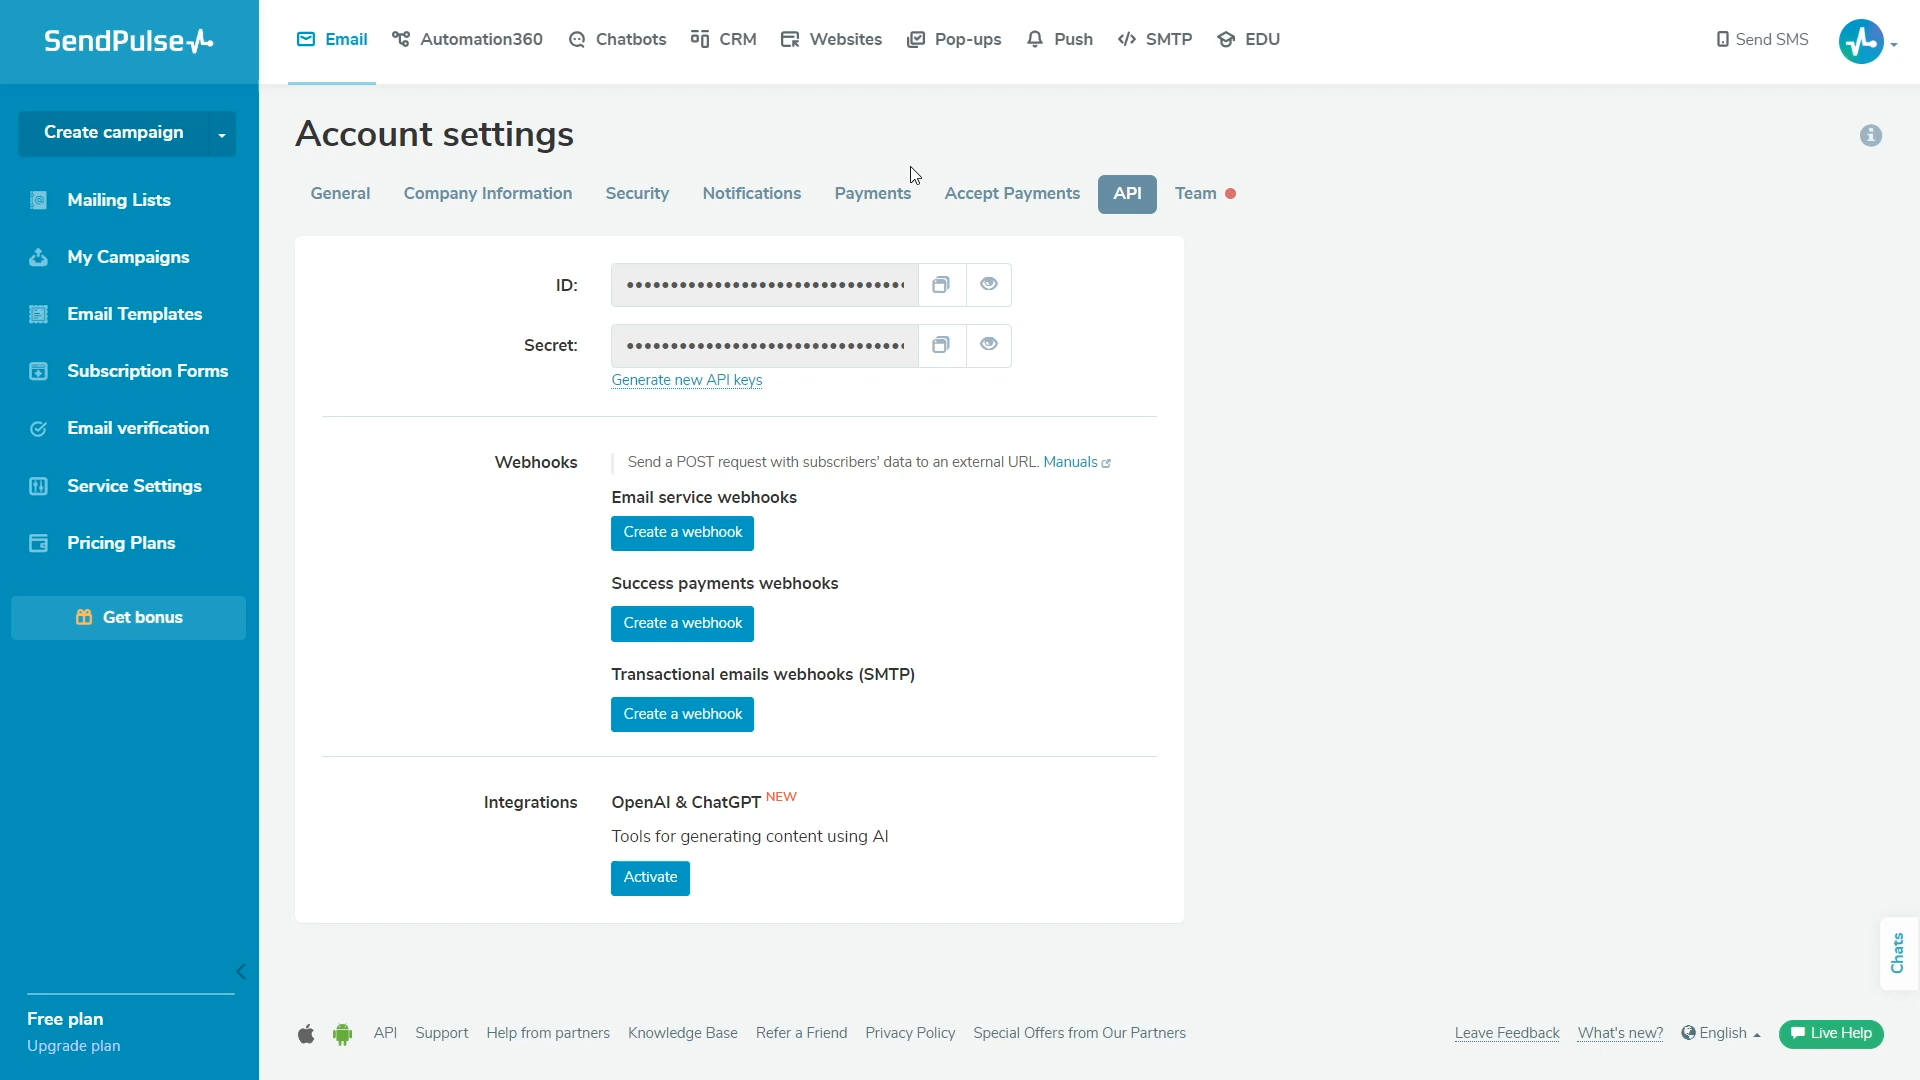 SendPulse
Email Automation360 Chatbots CRM Websites Pop-ups Push SMTP EDU Send SMS
Create campaign
Mailing Lists
My Campaigns
Email Templates
Subscription Forms
Email verification
Service Settings
Pricing Plans
Get bonus
Free plan
Upgrade plan
Account settings
General Company Information Security Notifications Payments Accept Payments API Team
ID:
Secret:
Generate new API keys
Webhooks Send a POST request with subscribers' data to an external URL. Manuals
Email service webhooks
Create a webhook
Success payments webhooks
Create a webhook
Transactional emails webhooks (SMTP)
Create a webhook
Integrations OpenAI & ChatGPT NEW
Tools for generating content using AI
Activate
Chats
API Support Help from partners Knowledge Base Refer a Friend Privacy Policy Special Offers from Our Partners Leave Feedback What's new? English Live Help